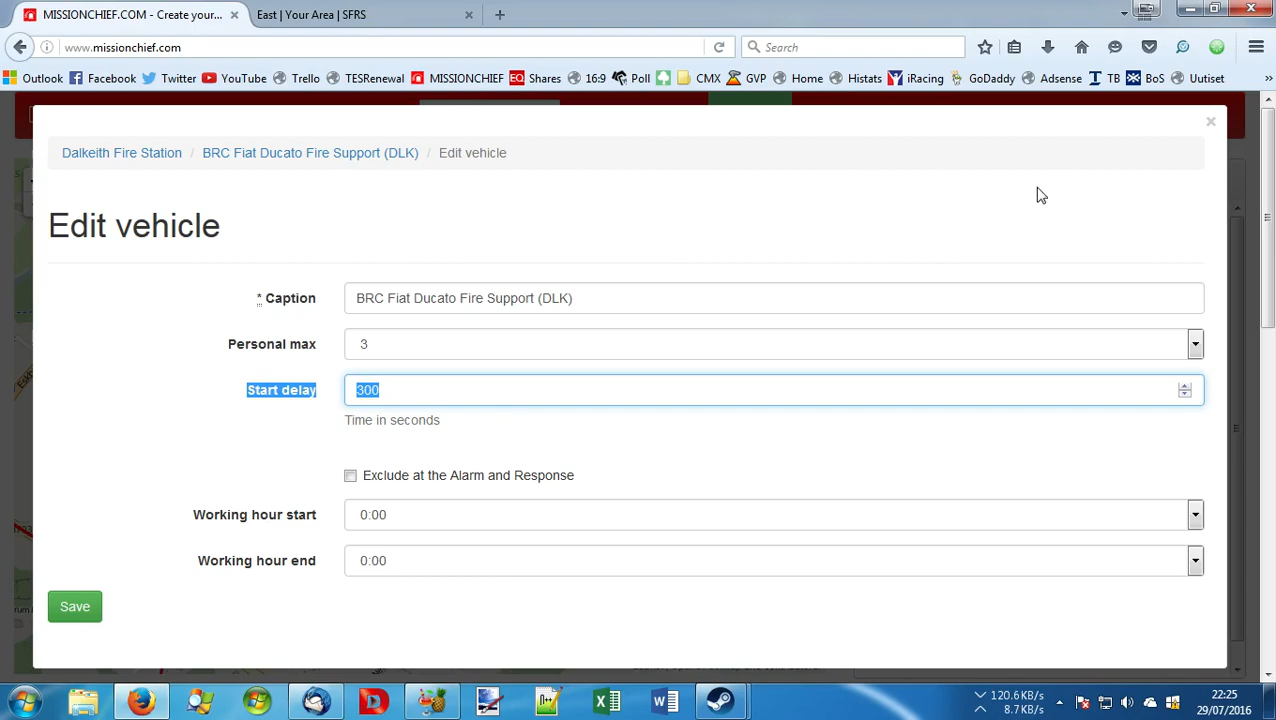 MISSIONCHIEF.COM - Create your... × East | Your Area | SFRS × +
www.missionchief.com Search
Outlook Facebook Twitter YouTube Trello TESRenewal MISSIONCHIEF EQ Shares 16:9 Poll CMX GVP Home Histats iRacing GoDaddy Adsense TB BoS Uutiset »
×
Dalkeith Fire Station / BRC Fiat Ducato Fire Support (DLK) / Edit vehicle
Edit vehicle
* Caption BRC Fiat Ducato Fire Support (DLK)
Personal max 3
Start delay 300
Time in seconds
Exclude at the Alarm and Response
Working hour start 0:00
Working hour end 0:00
Save
120.6KB/s 22:25
8.7KB/s 29/07/2016